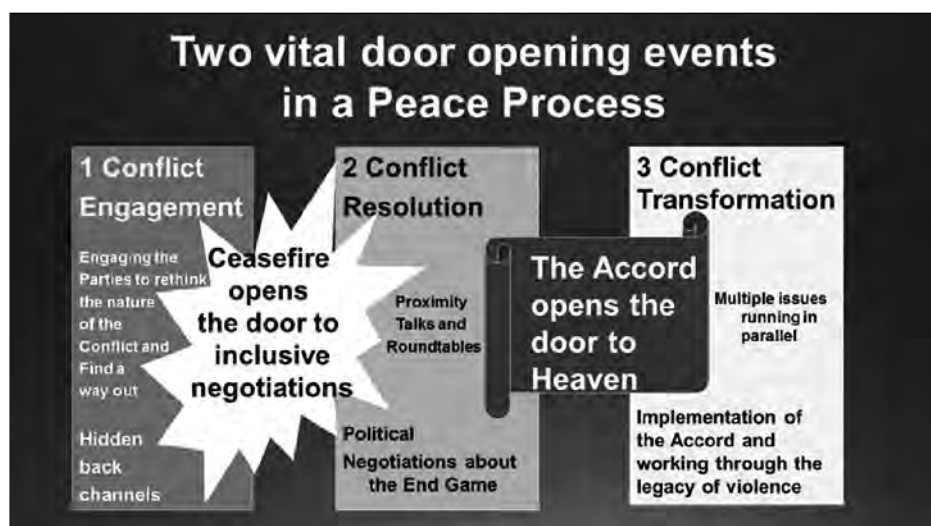 Two vital door opening events
in a Peace Process
1 Conflict
Engagement
Engaging the
Parties to rethink
the nature
of the
Conflict and
Find a
way out
Hidden
back
channels
Ceasefire
opens
the door to
inclusive
negotiations
2 Conflict
Resolution
Proximity
Talks and
Roundtables
Political
Negotiations about
the End Game
The Accord
opens the
door to
Heaven
3 Conflict
Transformation
Multiple issues
running in
parallel
Implementation of
the Accord and
working through the
legacy of violence